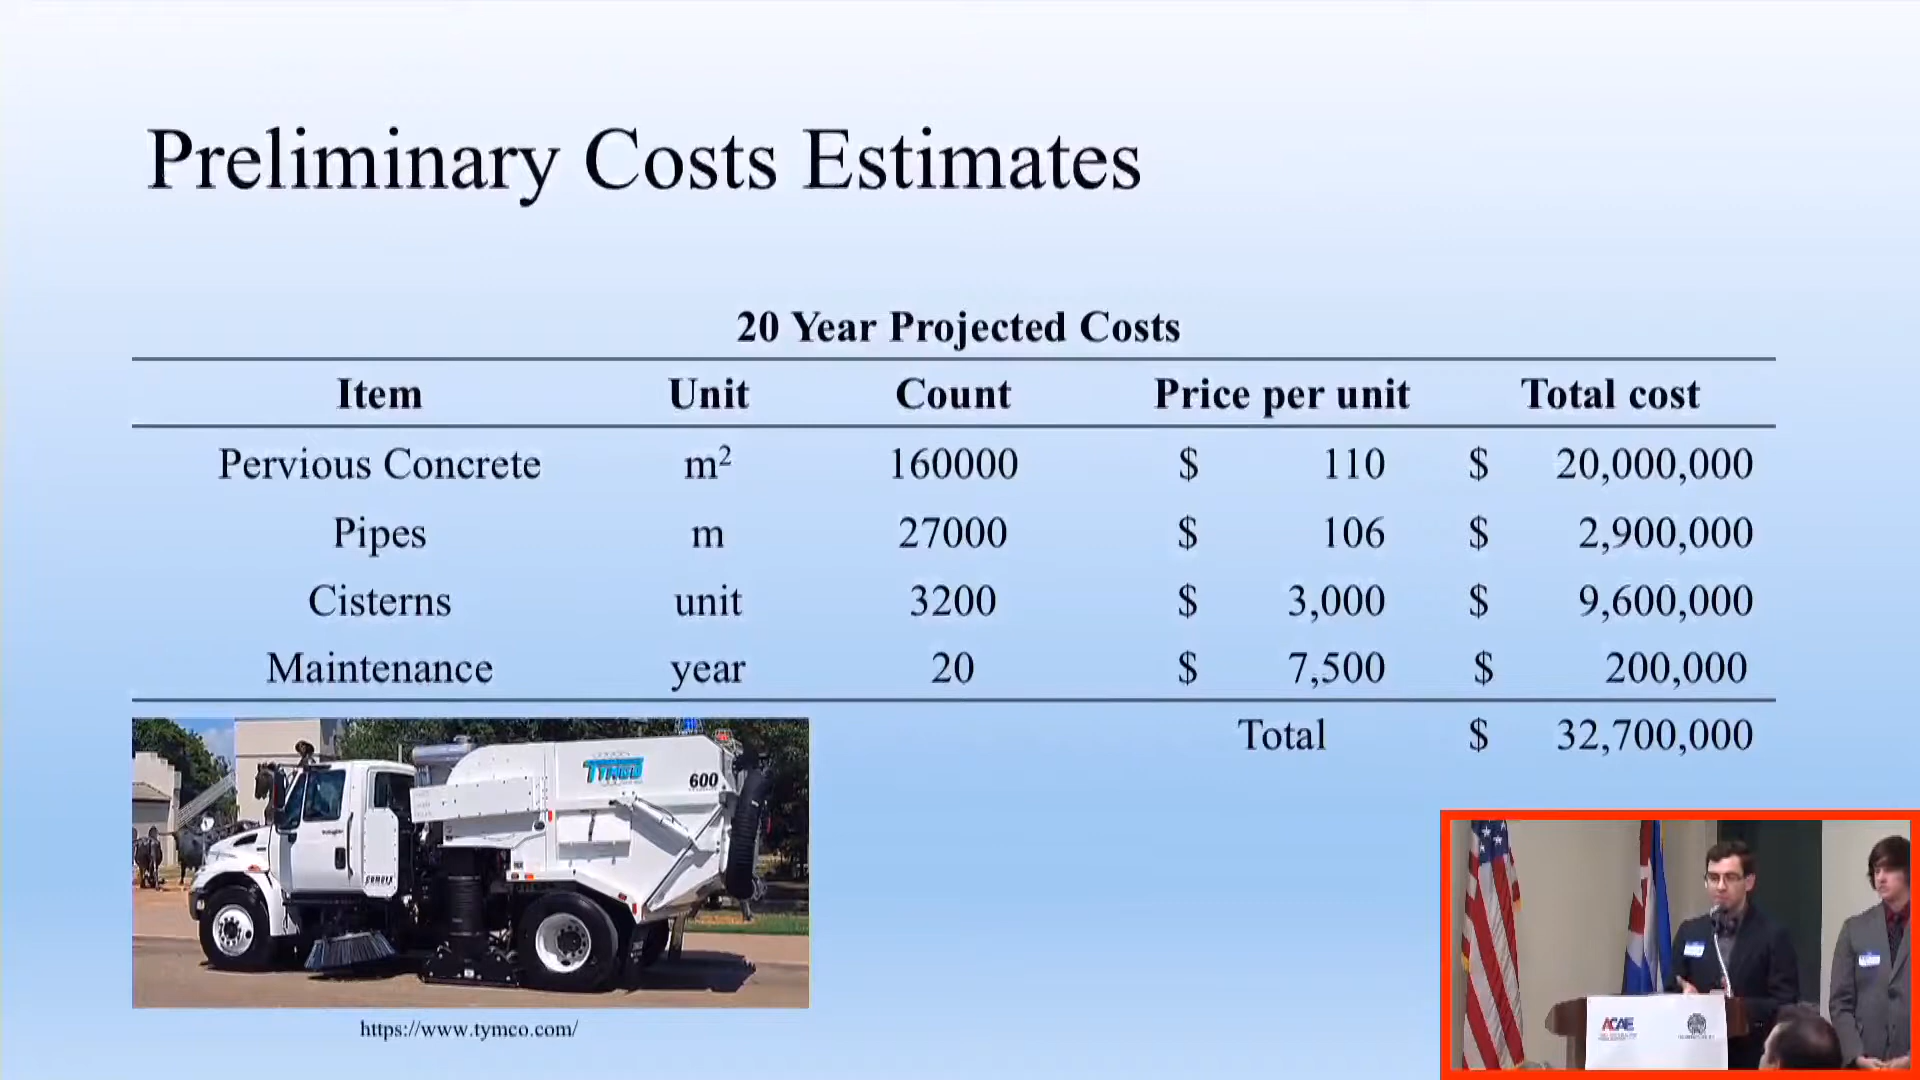 Preliminary Costs Estimates
20 Year Projected Costs
Item Unit Count Price per unit Total cost
Pervious Concrete m² 160000 $ 110 $ 20,000,000
Pipes m 27000 $ 106 $ 2,900,000
Cisterns unit 3200 $ 3,000 $ 9,600,000
Maintenance year 20 $ 7,500 $ 200,000
Total $ 32,700,000
TYMCO
600
https://www.tymco.com/
ACAE